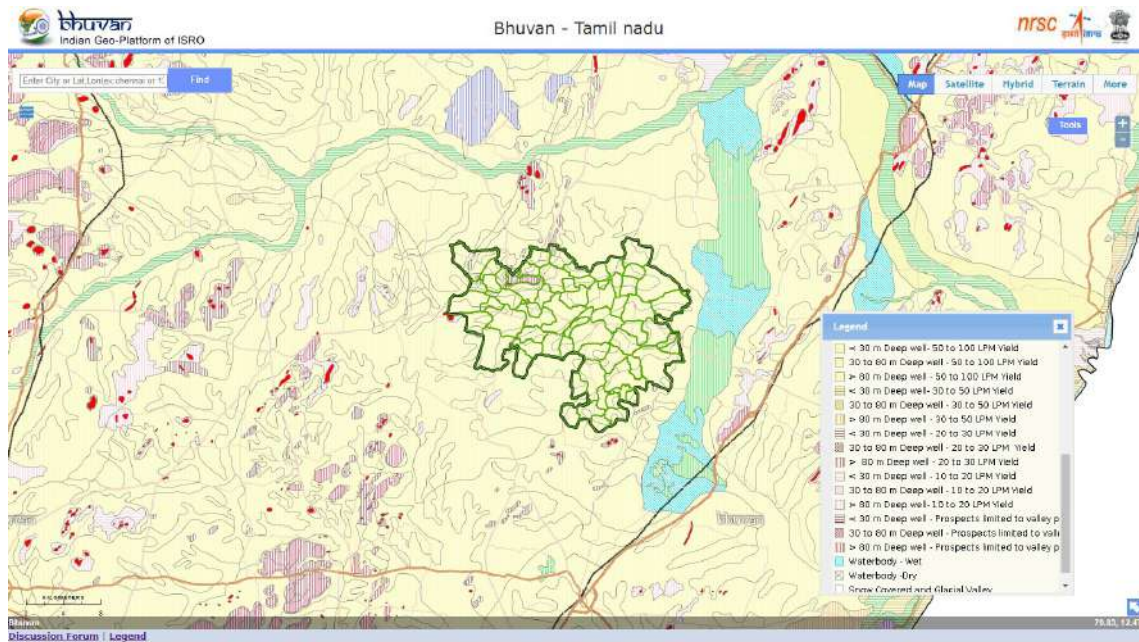 bhuvan
Indian Geo-Platform of ISRO
Bhuvan - Tamil nadu
nrsc
Find
Map Satellite Hybrid Terrain More
Tools
+
-
Legend
< 30 m Deep well- 50 to 100 LPM Yield
30 to 80 m Deep well - 50 to 100 LPM Yield
> 80 m Deep well - 50 to 100 LPM Yield
< 30 m Deep well- 30 to 50 LPM Yield
30 to 80 m Deep well - 30 to 50 LPM Yield
> 80 m Deep well - 30 to 50 LPM Yield
< 30 m Deep well - 20 to 30 LPM Yield
30 to 80 m Deep well - 20 to 30 LPM Yield
> 80 m Deep well - 20 to 30 LPM Yield
< 30 m Deep well - 10 to 20 LPM Yield
30 to 80 m Deep well - 10 to 20 LPM Yield
> 80 m Deep well- 10 to 20 LPM Yield
< 30 m Deep well - Prospects limited to valley p
30 to 80 m Deep well - Prospects limited to vall
> 80 m Deep well - Prospects limited to valley p
Waterbody - Wet
Waterbody -Dry
Snow Covered and Glacial Valley
bhuvan
KILOMETERS
Discussion Forum | Legend